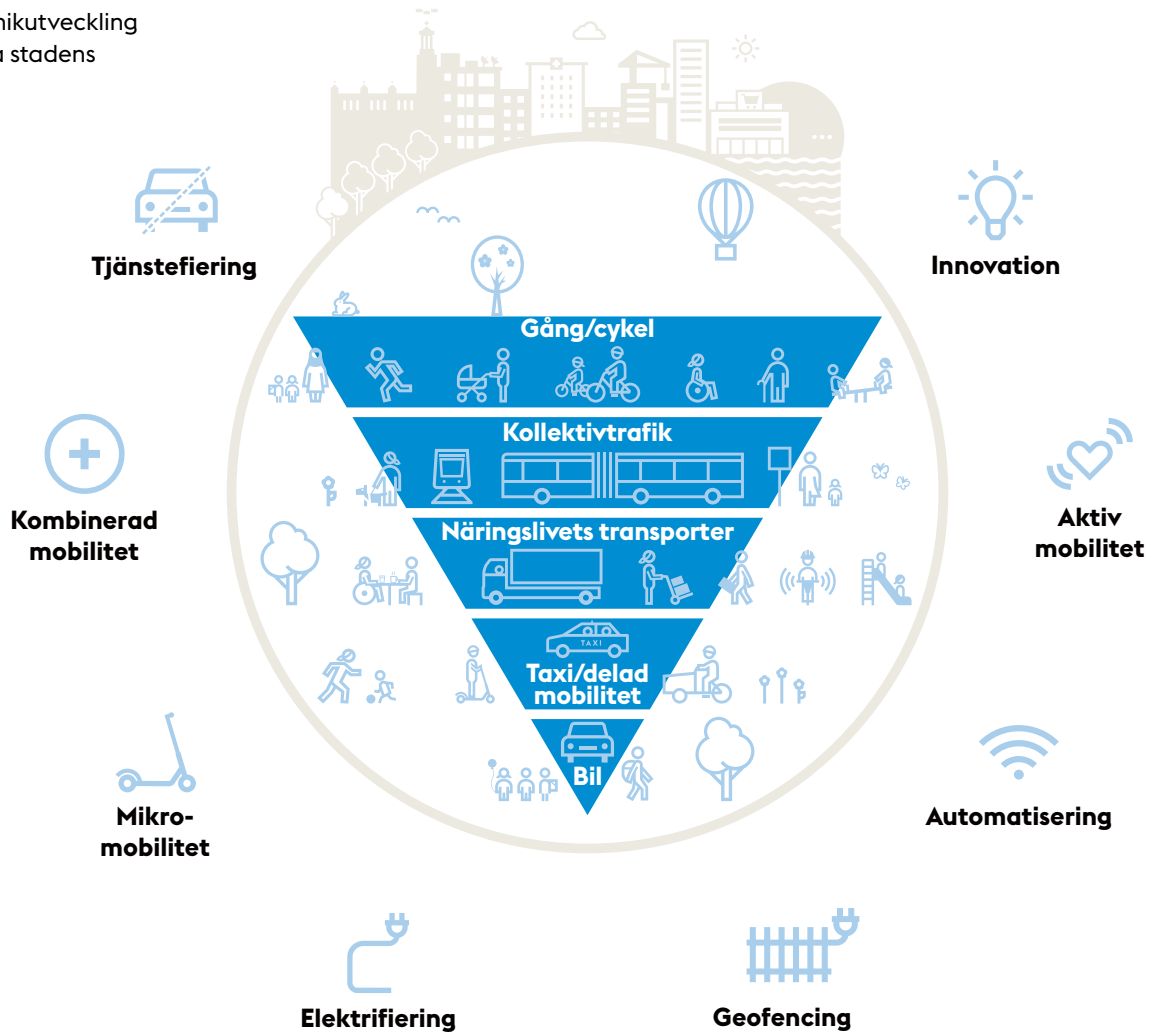 stadens
Tjänstefiering
Innovation
Gång/cykel
Kollektivtrafik
Kombinerad
mobilitet
Aktiv
mobilitet
Näringslivets transporter
TAXI
Taxi/delad
mobilitet
Bil
Mikro-
mobilitet
Automatisering
Elektrifiering
Geofencing